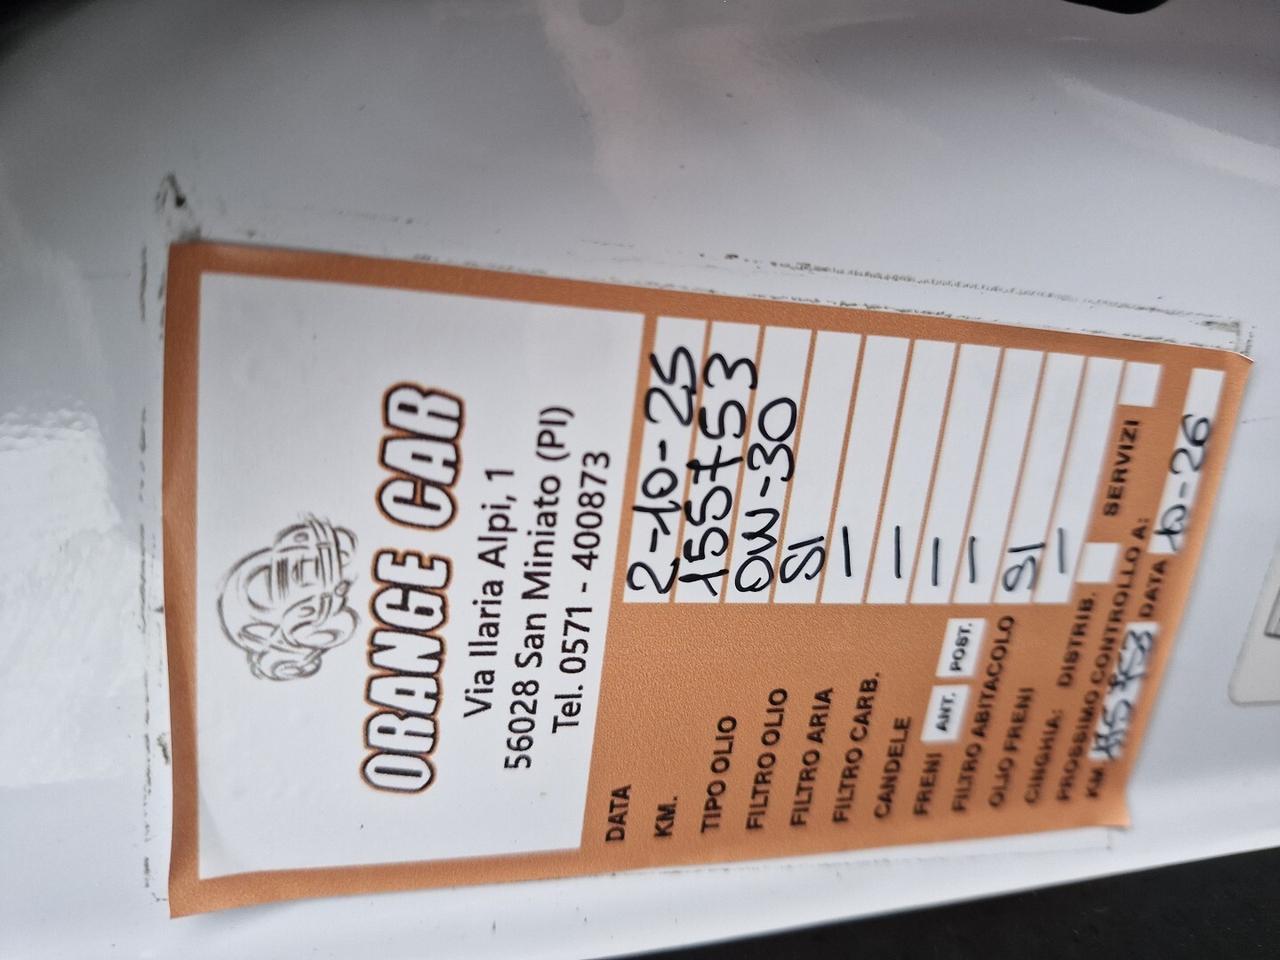 ORANGE CAR
Via Ilaria Alpi, 1
56028 San Miniato (PI)
Tel. 0571 - 400873
DATA 2-10-25
KM. 155753
TIPO OLIO 0W-30
FILTRO OLIO SI
FILTRO ARIA —
FILTRO CARB. —
CANDELE —
FRENI ANT. POST. —
FILTRO ABITACOLO SI
OLIO FRENI —
CINGHIA: DISTRIB. SERVIZI
PROSSIMO CONTROLLO A:
KM DATA 10-26